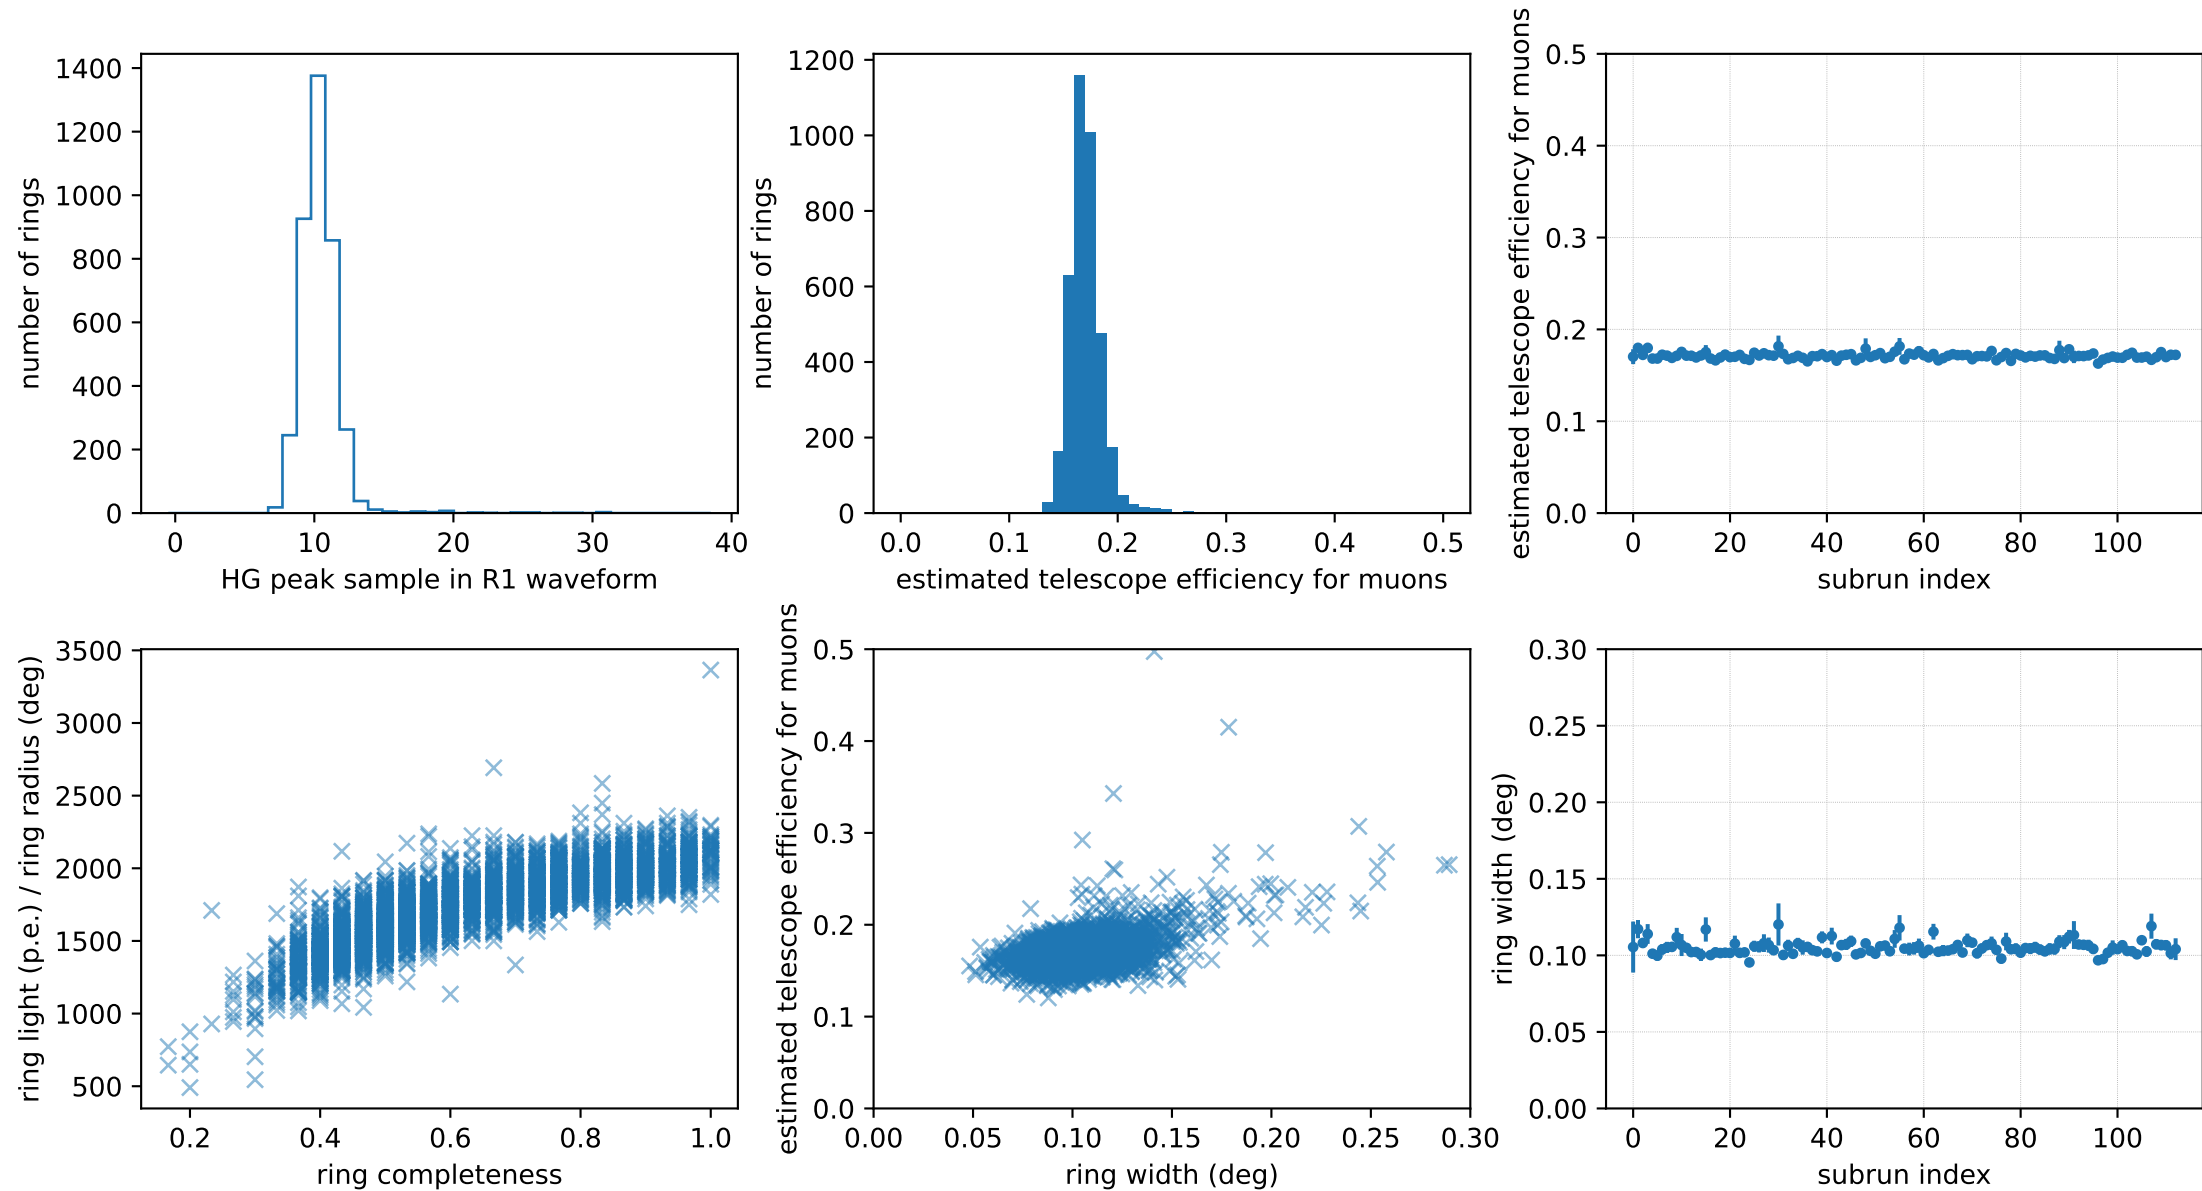 number of rings
1400
1200
1000
800
600
400
200
0
0 10 20 30 40
HG peak sample in R1 waveform
number of rings
1200
1000
800
600
400
200
0
0.0 0.1 0.2 0.3 0.4 0.5
estimated telescope efficiency for muons
estimated telescope efficiency for muons
0.5
0.4
0.3
0.2
0.1
0.0
0 20 40 60 80 100
subrun index
ring light (p.e.) / ring radius (deg)
3500
3000
2500
2000
1500
1000
500
0.2 0.4 0.6 0.8 1.0
ring completeness
estimated telescope efficiency for muons
0.5
0.4
0.3
0.2
0.1
0.0
0.00 0.05 0.10 0.15 0.20 0.25 0.30
ring width (deg)
ring width (deg)
0.30
0.25
0.20
0.15
0.10
0.05
0.00
0 20 40 60 80 100
subrun index